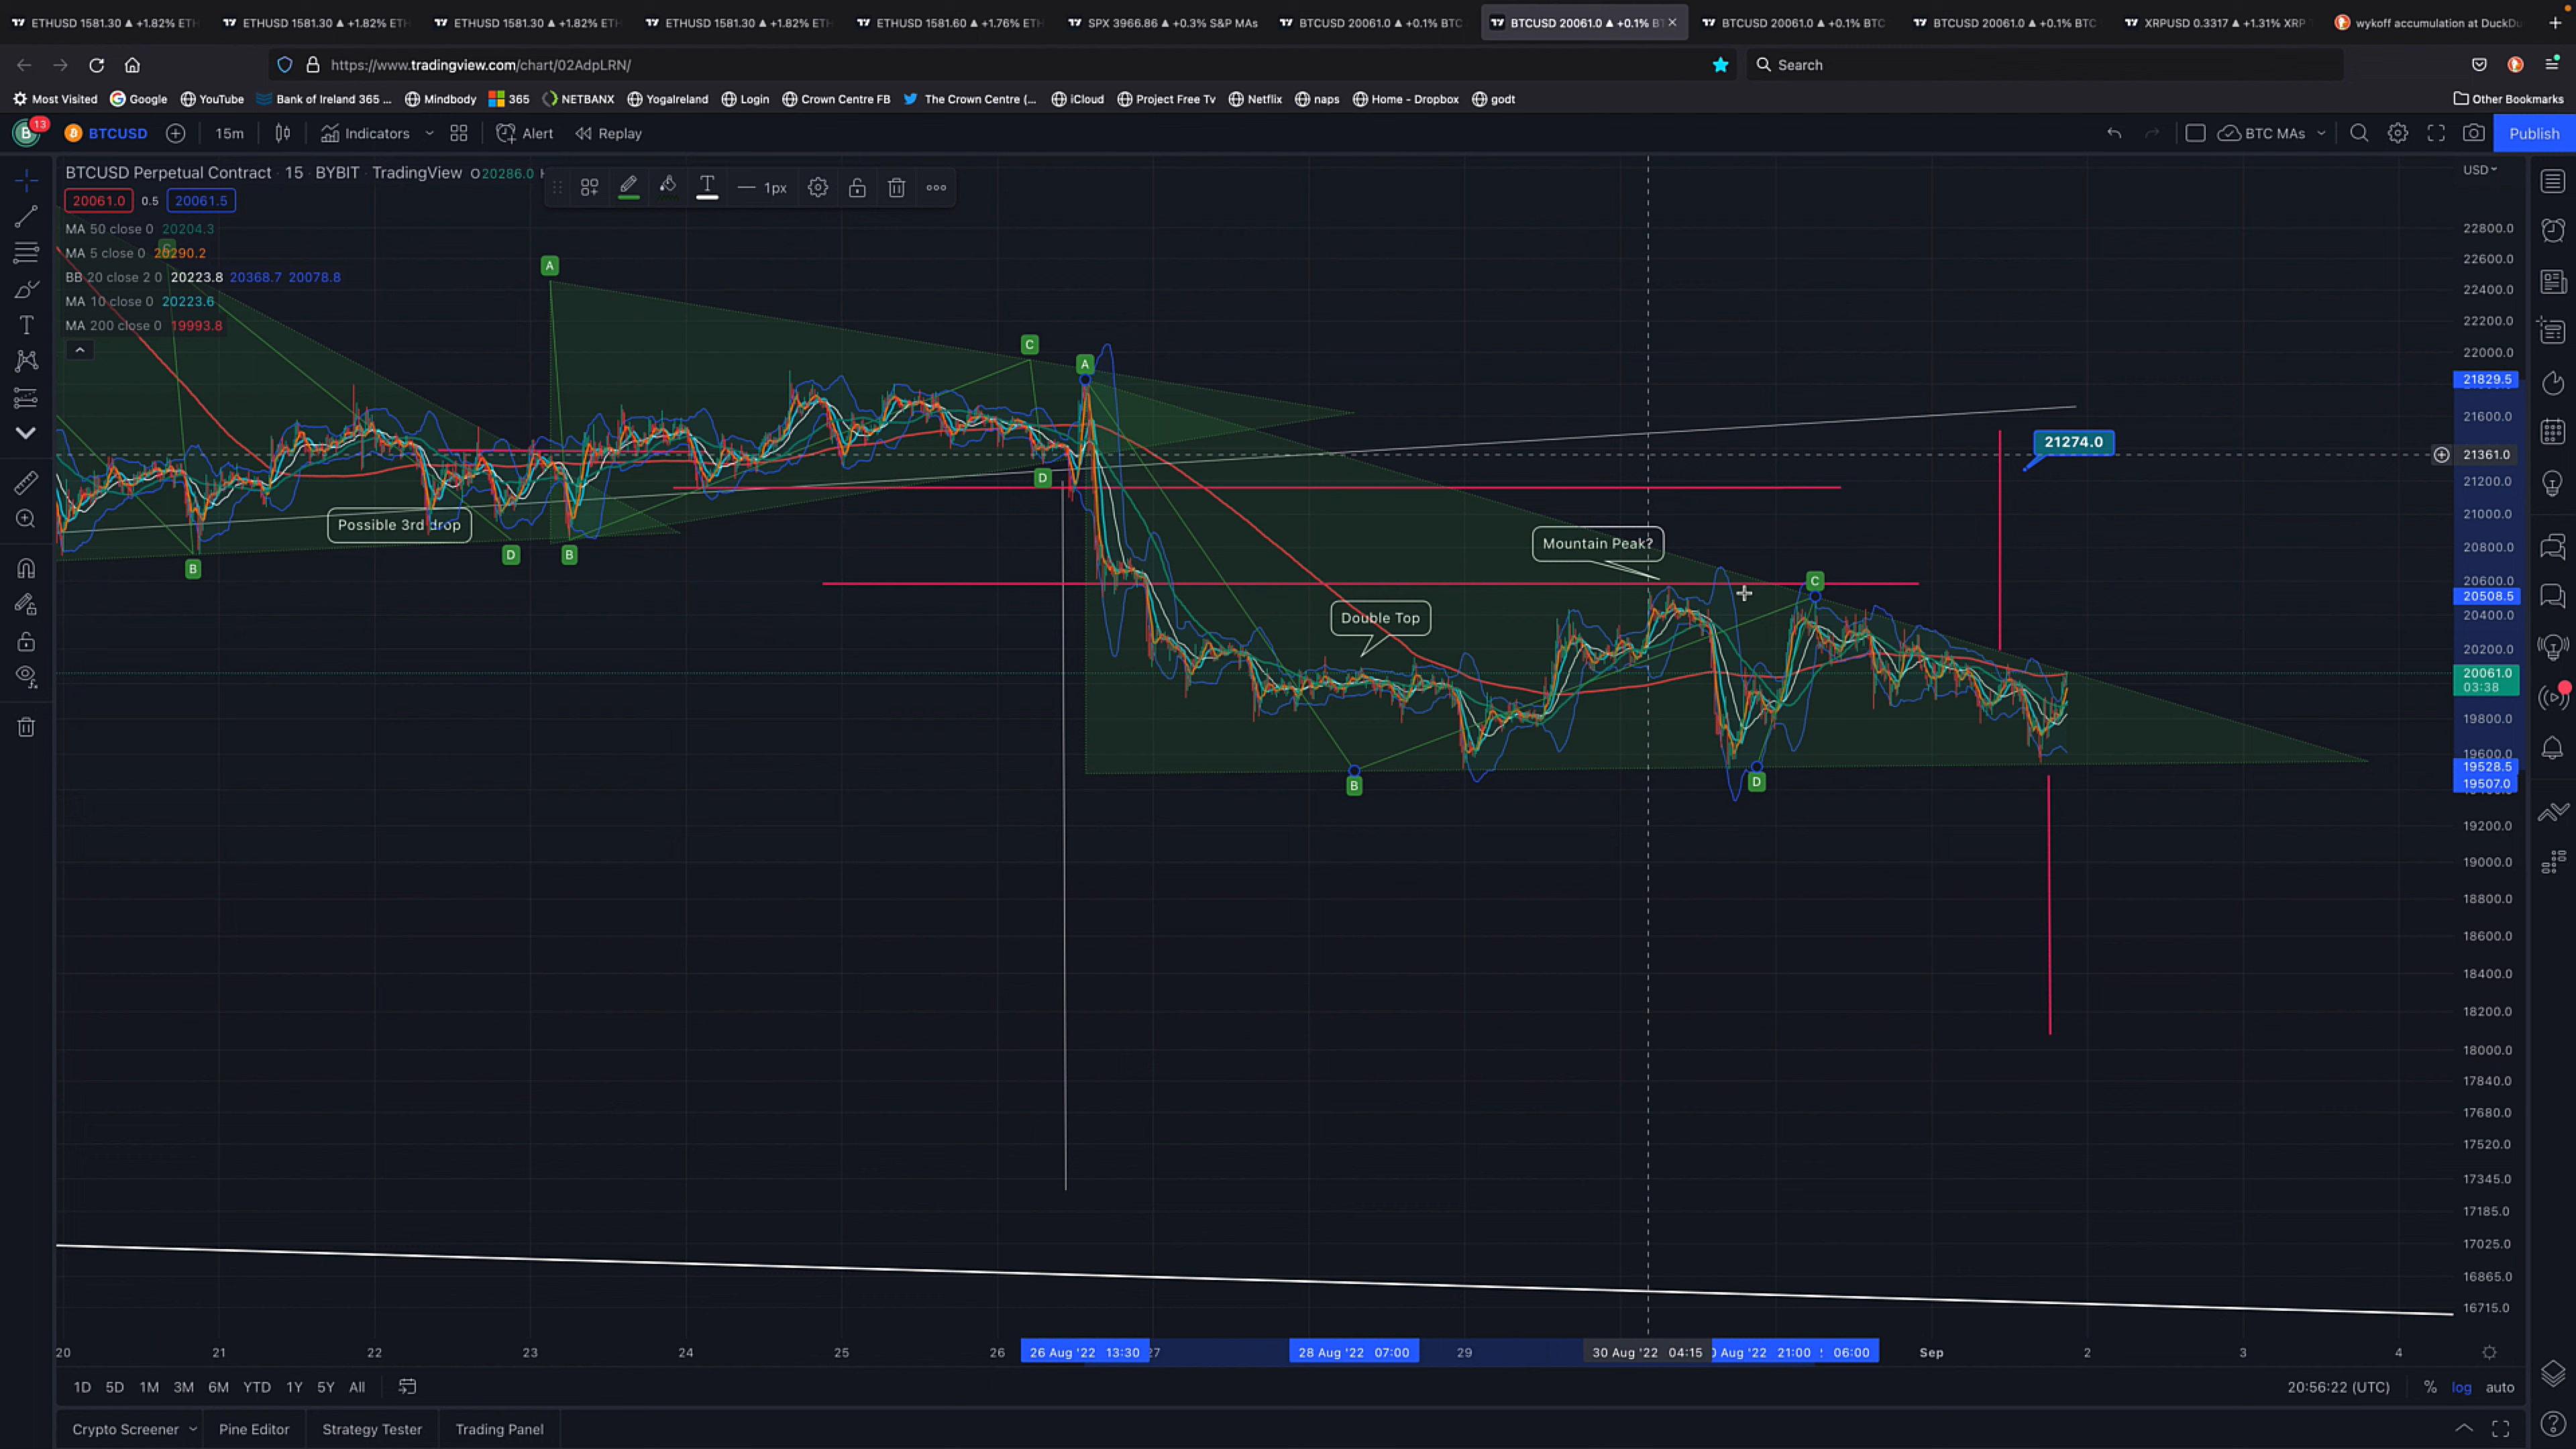 ETHUSD 1581.30 ▲ +1.82% ETH
ETHUSD 1581.30 ▲ +1.82% ETH
ETHUSD 1581.30 ▲ +1.82% ETH
ETHUSD 1581.30 ▲ +1.82% ETH
ETHUSD 1581.60 ▲ +1.76% ETH
SPX 3966.86 ▲ +0.3% S&P MAs
BTCUSD 20061.0 ▲ +0.1% BTC
BTCUSD 20061.0 ▲ +0.1% BT
BTCUSD 20061.0 ▲ +0.1% BTC
BTCUSD 20061.0 ▲ +0.1% BTC
XRPUSD 0.3317 ▲ +1.31% XRP
wykoff accumulation at DuckDu
https://www.tradingview.com/chart/02AdpLRN/
Search
Most Visited Google YouTube Bank of Ireland 365 ... Mindbody 365 NETBANX YogaIreland Login Crown Centre FB The Crown Centre (... iCloud Project Free Tv Netflix naps Home - Dropbox godt Other Bookmarks
B 13 BTCUSD 15m Indicators Alert Replay BTC MAs Publish
BTCUSD Perpetual Contract · 15 · BYBIT · TradingView O20286.0 H
1px
USD
20061.0 0.5 20061.5
MA 50 close 0 20204.3
MA 5 close 0 20290.2
BB 20 close 2 0 20223.8 20368.7 20078.8
MA 10 close 0 20223.6
MA 200 close 0 19993.8
C
A
C
A
D
B
D
B
Possible 3rd drop
Double Top
Mountain Peak?
C
B
D
21274.0
22800.0
22600.0
22400.0
22200.0
22000.0
21829.5
21600.0
21361.0
21200.0
21000.0
20800.0
20600.0
20508.5
20400.0
20200.0
20061.0
03:38
19800.0
19600.0
19528.5
19507.0
19200.0
19000.0
18800.0
18600.0
18400.0
18200.0
18000.0
17840.0
17680.0
17520.0
17345.0
17185.0
17025.0
16865.0
16715.0
20 21 22 23 24 25 26 26 Aug '22 13:30 27 28 Aug '22 07:00 29 30 Aug '22 04:15 Aug '22 21:00 06:00 Sep 2 3 4
1D 5D 1M 3M 6M YTD 1Y 5Y All
20:56:22 (UTC) % log auto
Crypto Screener Pine Editor Strategy Tester Trading Panel